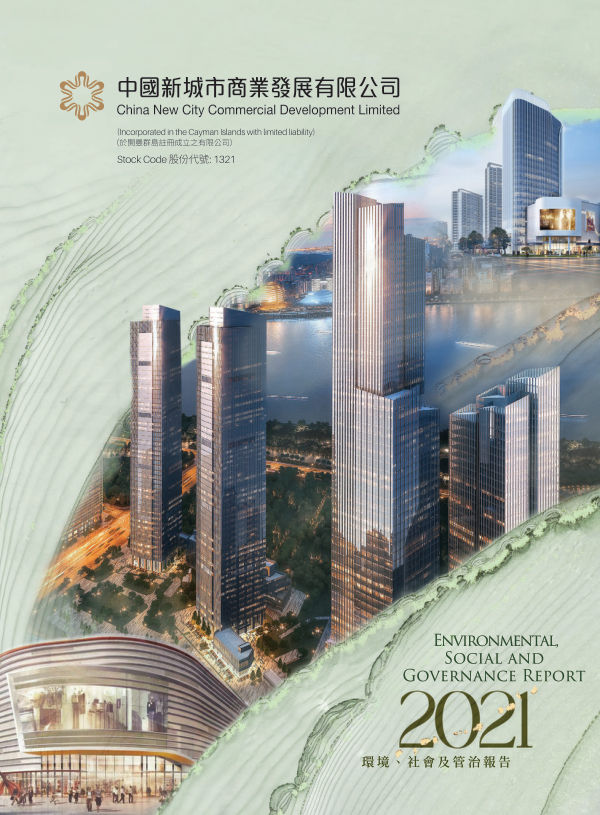 中國新城市商業發展有限公司
China New City Commercial Development Limited
(Incorporated in the Cayman Islands with limited liability)
(於開曼群島註冊成立之有限公司)
Stock Code 股份代號: 1321
ENVIRONMENTAL,
SOCIAL AND
GOVERNANCE REPORT
2021
環境、社會及管治報告